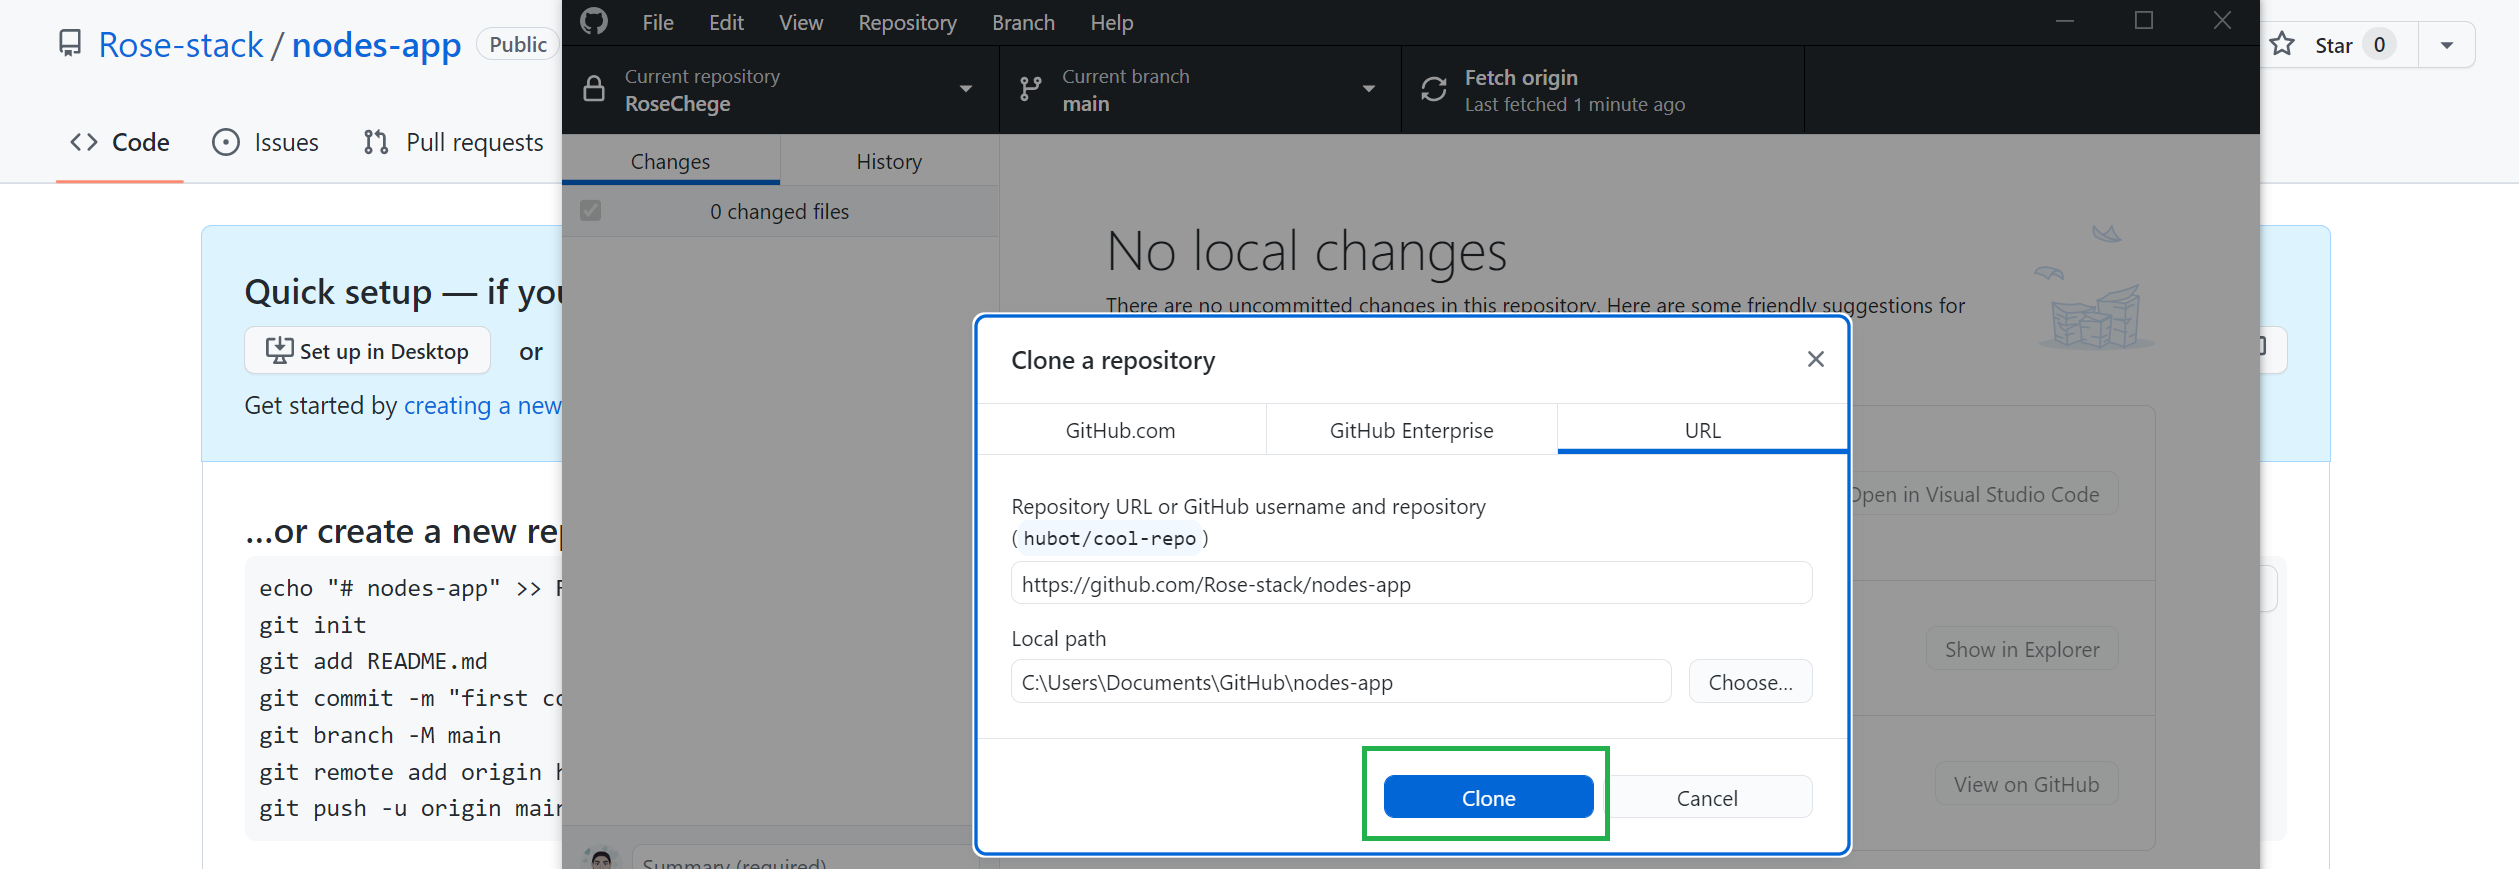 Rose-stack / nodes-app Public
Code Issues Pull requests
Quick setup — if you
Set up in Desktop or
Get started by creating a new
...or create a new
echo "# nodes-app" >>
git init
git add README.md
git commit -m "first
git branch -M main
git remote add origin
git push -u origin main
File Edit View Repository Branch Help
Current repository
RoseChege
Current branch
main
Fetch origin
Last fetched 1 minute ago
Star 0
Changes History
0 changed files
No local changes
There are no uncommitted changes in this repository. Here are some friendly suggestions for
Open in Visual Studio Code
Show in Explorer
View on GitHub
Summary (required)
Clone a repository
GitHub.com GitHub Enterprise URL
Repository URL or GitHub username and repository
(hubot/cool-repo)
https://github.com/Rose-stack/nodes-app
Local path
C:\Users\Documents\GitHub\nodes-app
Choose...
Clone Cancel